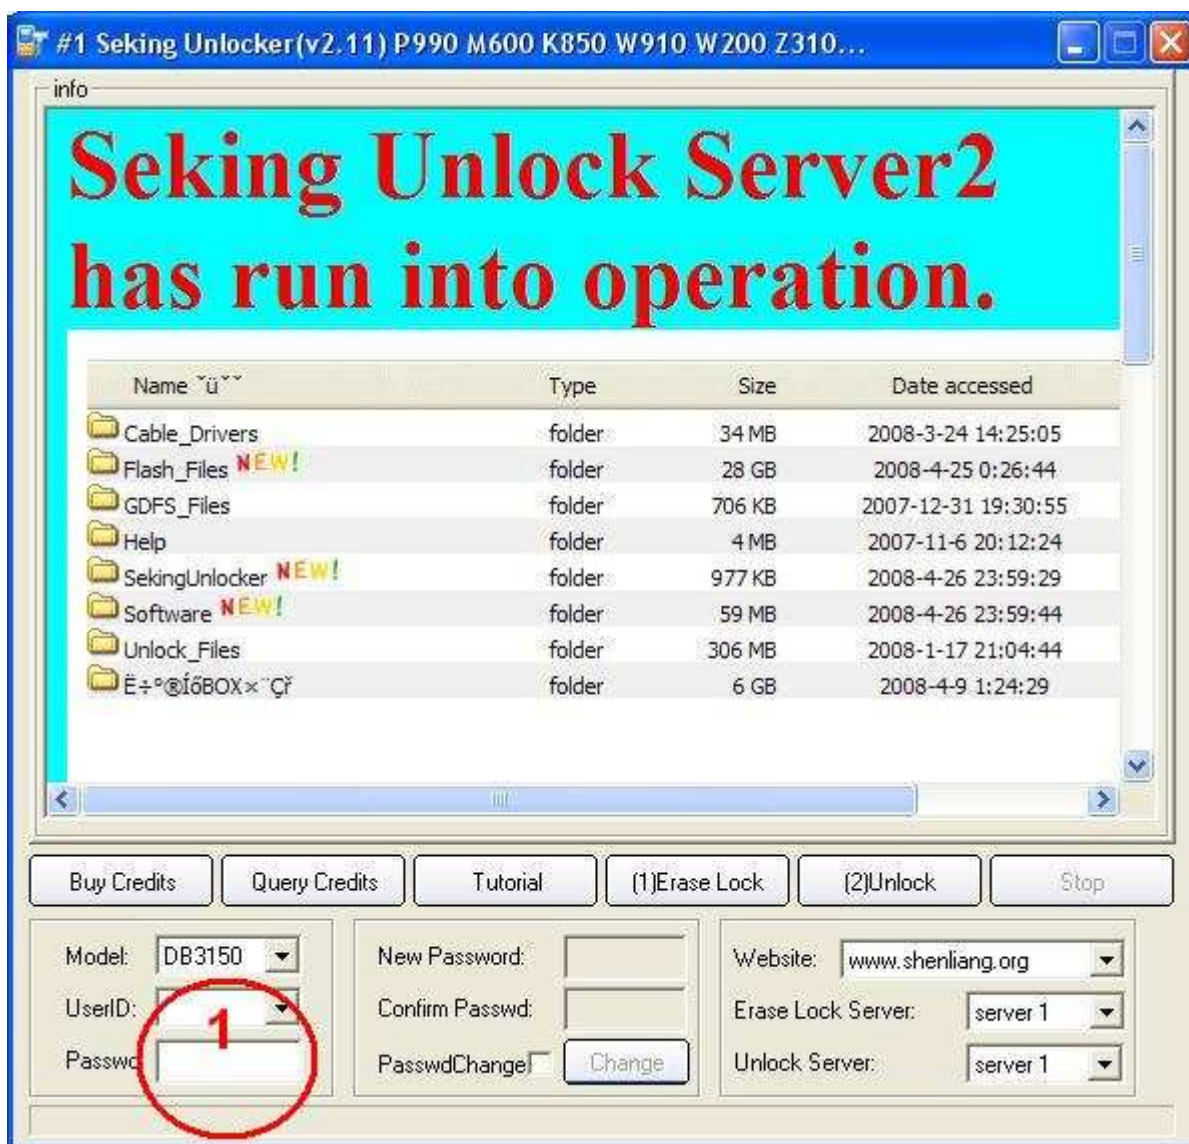 #1 Seking Unlocker(v2.11) P990 M600 K850 W910 W200 Z310...
info
Seking Unlock Server2
has run into operation.
Name ˇüˇˇ Type Size Date accessed
Cable_Drivers folder 34 MB 2008-3-24 14:25:05
Flash_Files NEW! folder 28 GB 2008-4-25 0:26:44
GDFS_Files folder 706 KB 2007-12-31 19:30:55
Help folder 4 MB 2007-11-6 20:12:24
SekingUnlocker NEW! folder 977 KB 2008-4-26 23:59:29
Software NEW! folder 59 MB 2008-4-26 23:59:44
Unlock_Files folder 306 MB 2008-1-17 21:04:44
Ë÷°®ÍőBOX×¨Çř folder 6 GB 2008-4-9 1:24:29
Buy Credits Query Credits Tutorial (1)Erase Lock (2)Unlock Stop
Model: DB3150 New Password: Website: www.shenliang.org
UserID: 1 Confirm Passwd: Erase Lock Server: server 1
Passwd PasswdChange Change Unlock Server: server 1